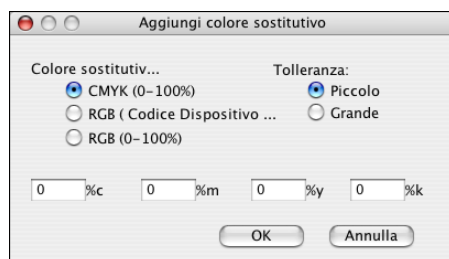 Aggiungi colore sostitutivo
Colore sostitutiv... Tolleranza:
CMYK (0-100%) Piccolo
RGB ( Codice Dispositivo ... Grande
RGB (0-100%)
0 %c 0 %m 0 %y 0 %k
OK Annulla